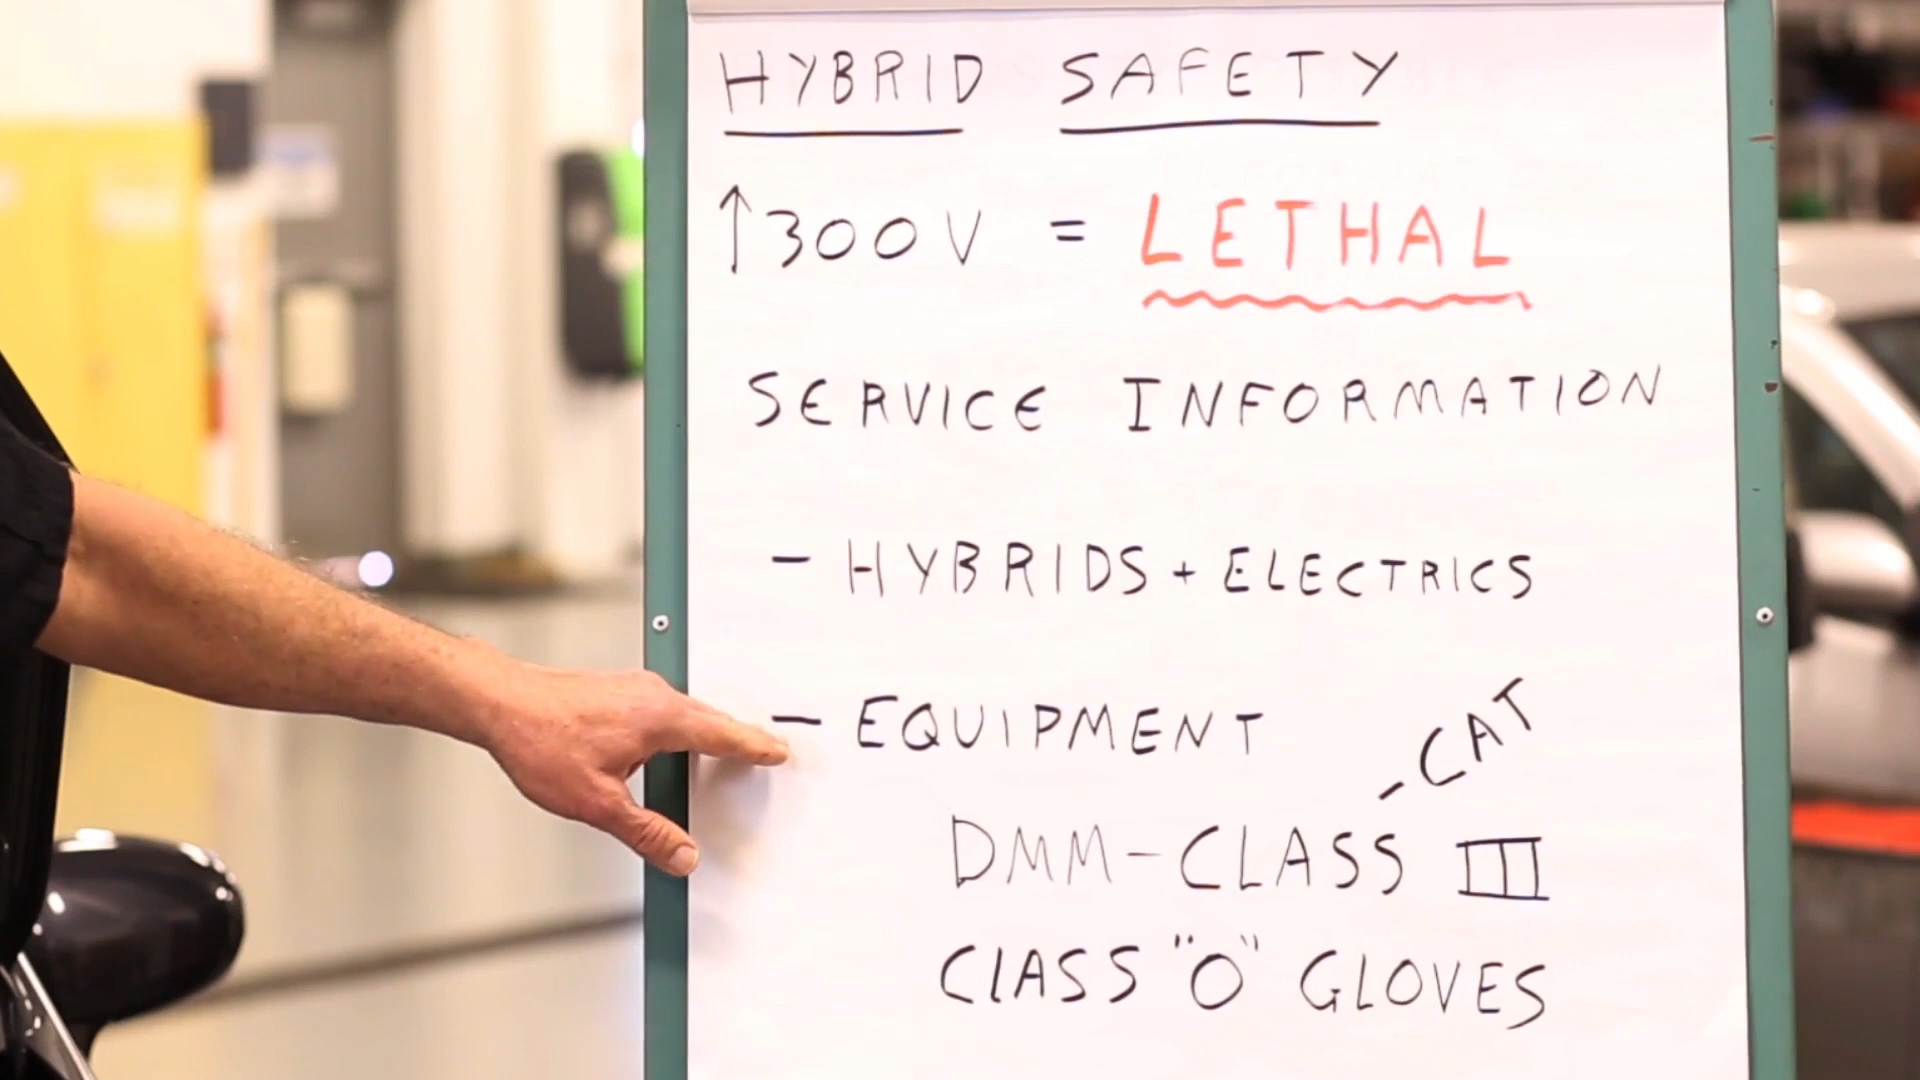 HYBRID SAFETY
↑300V = LETHAL
SERVICE INFORMATION
- HYBRIDS + ELECTRICS
- EQUIPMENT
- CAT
DMM-CLASS III
CLASS "O" GLOVES